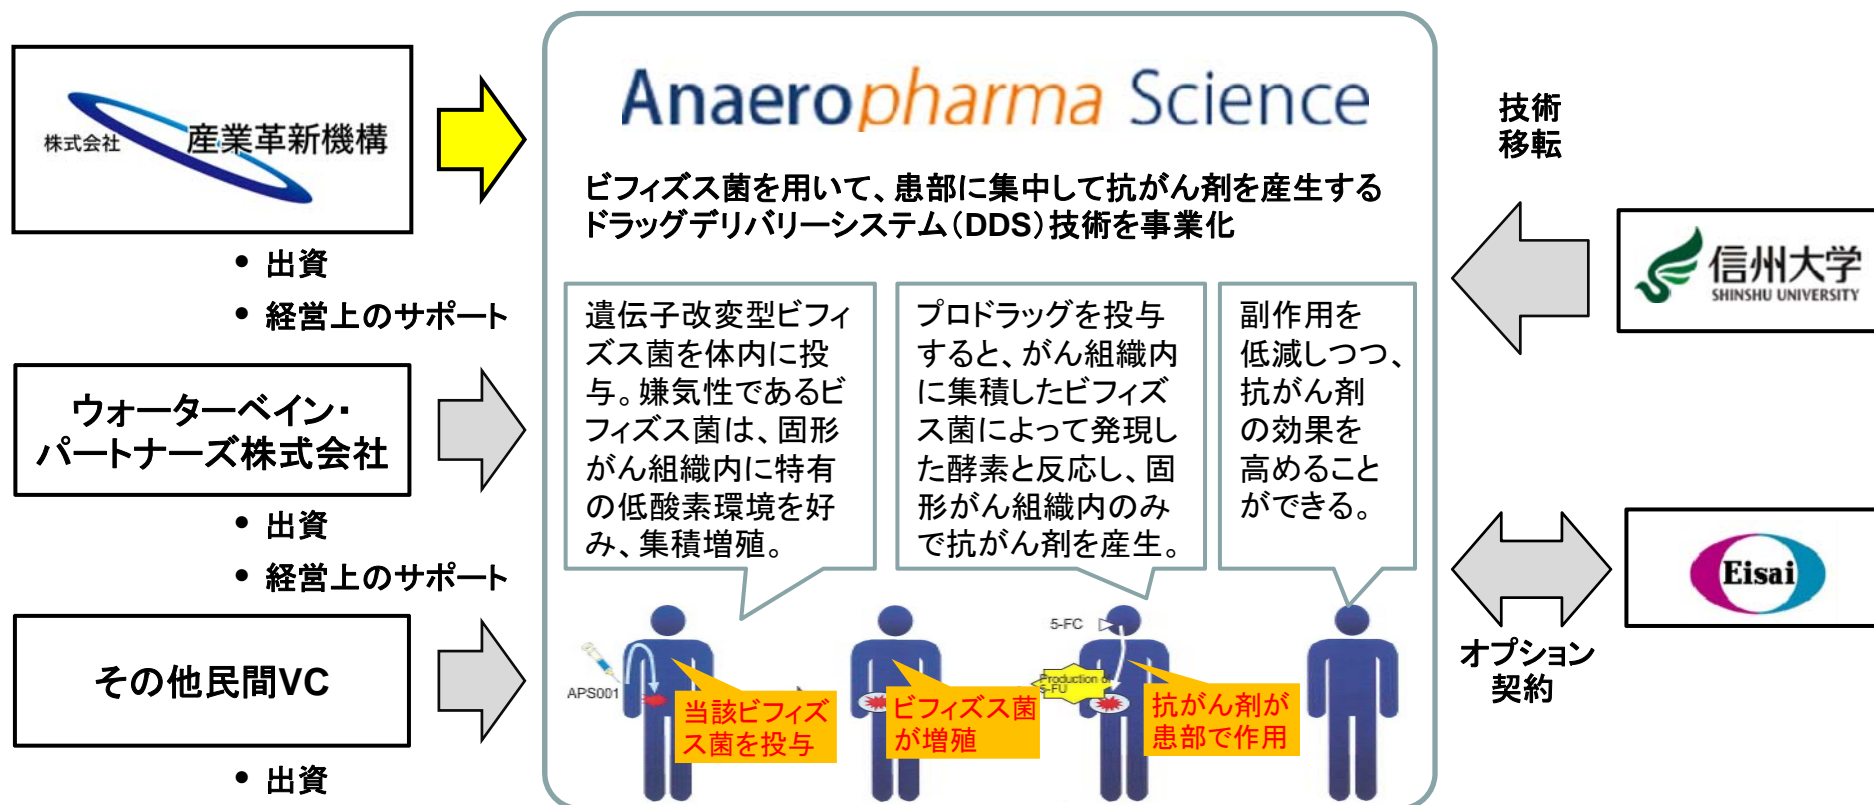 株式会社 産業革新機構
• 出資
• 経営上のサポート
ウォーターベイン・
パートナーズ株式会社
• 出資
• 経営上のサポート
その他民間VC
• 出資
Anaeropharma Science
ビフィズス菌を用いて、患部に集中して抗がん剤を産生する
ドラッグデリバリーシステム（DDS）技術を事業化
遺伝子改変型ビフィ
ズス菌を体内に投
与。嫌気性であるビ
フィズス菌は、固形
がん組織内に特有
の低酸素環境を好
み、集積増殖。
プロドラッグを投与
すると、がん組織内
に集積したビフィズ
ス菌によって発現し
た酵素と反応し、固
形がん組織内のみ
で抗がん剤を産生。
副作用を
低減しつつ、
抗がん剤
の効果を
高めること
ができる。
APS001
当該ビフィズ
ス菌を投与
ビフィズス菌
が増殖
5-FC
Production of
5-FU
抗がん剤が
患部で作用
技術
移転
信州大学
SHINSHU UNIVERSITY
Eisai
オプション
契約